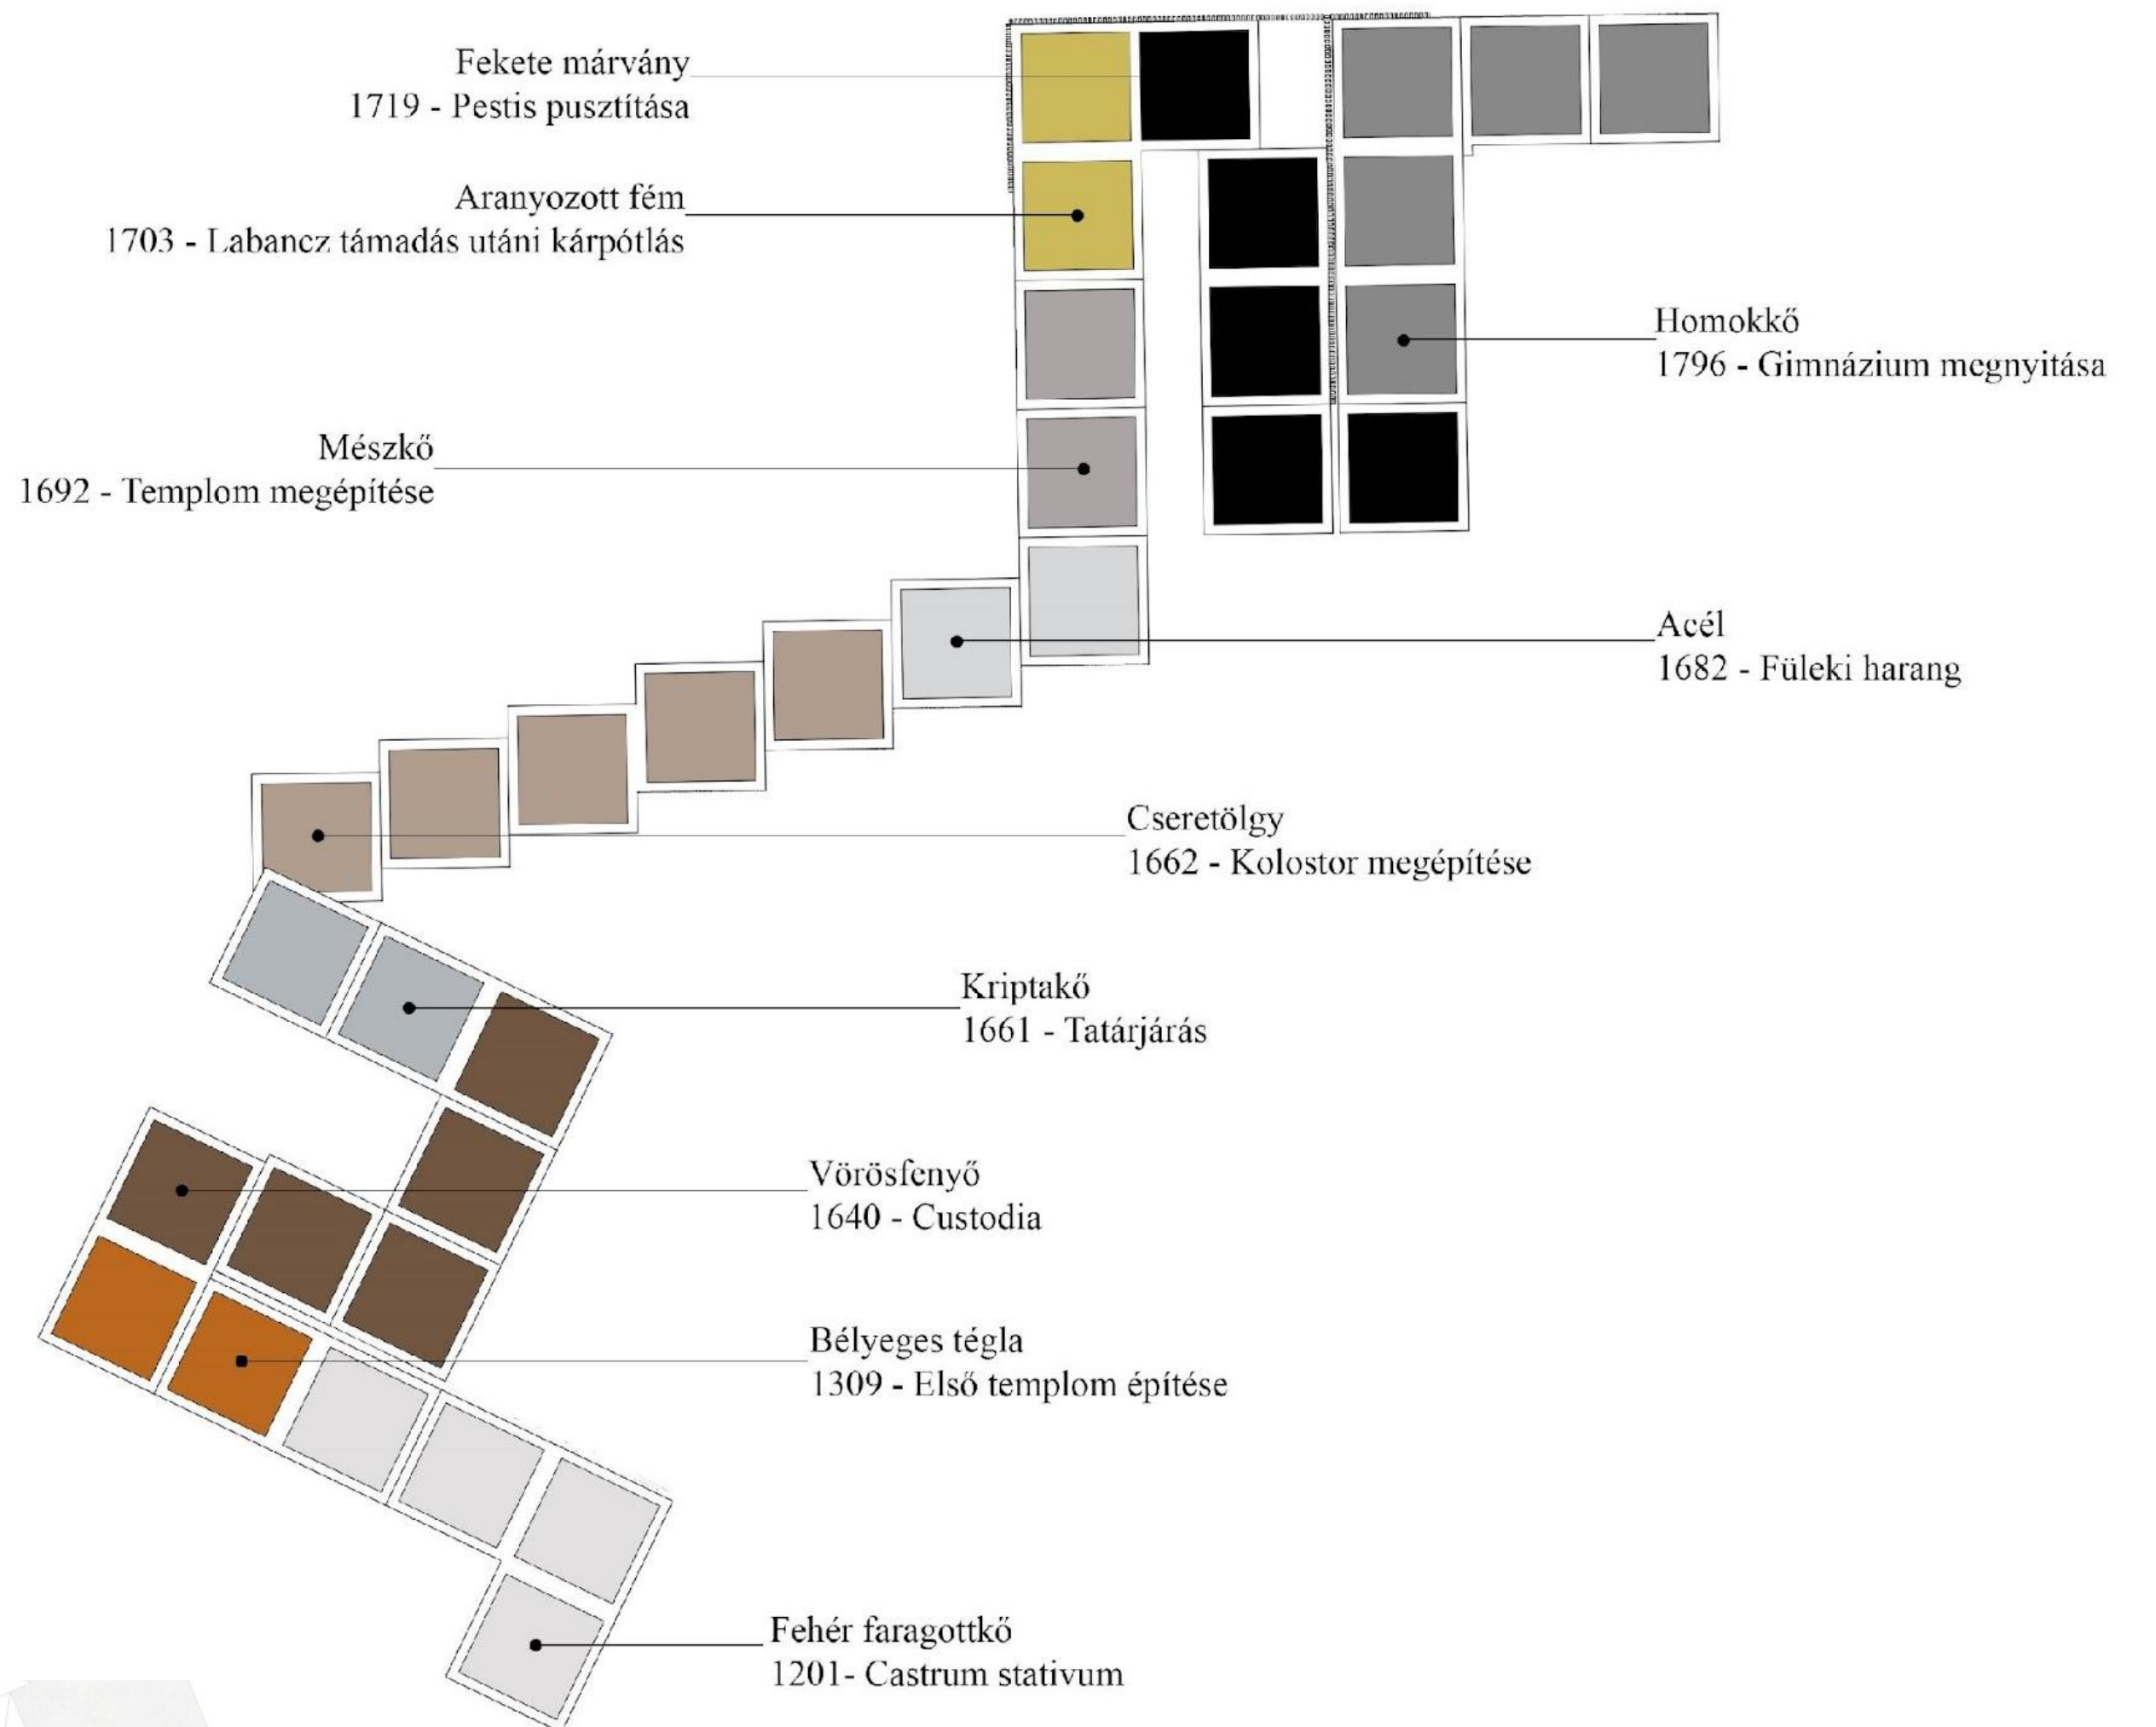 Fekete márvány
1719 - Pestis pusztítása
Aranyozott fém
1703 - Labancz támadás utáni kárpótlás
Homokkő
1796 - Gimnázium megnyitása
Mészkő
1692 - Templom megépítése
Acél
1682 - Füleki harang
Cseretölgy
1662 - Kolostor megépítése
Kriptakő
1661 - Tatárjárás
Vörösfenyő
1640 - Custodia
Bélyeges tégla
1309 - Első templom építése
Fehér faragottkő
1201- Castrum stativum